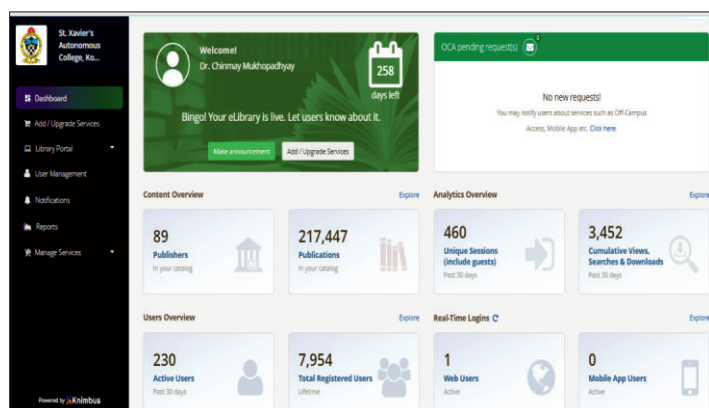 St. Xavier's
Autonomous
College, Ko...
Dashboard
Add / Upgrade Services
Library Portal
User Management
Notifications
Reports
Manage Services
Powered by Knimbus
Welcome!
Dr. Chinmay Mukhopadhyay
258
days left
Bingo! Your eLibrary is live. Let users know about it.
Make announcement
Add / Upgrade Services
OCA pending request(s)
0
No new requests!
You may notify users about services such as Off-Campus
Access, Mobile App etc. Click here.
Content Overview
Explore
89
Publishers
In your catalog
217,447
Publications
In your catalog
Analytics Overview
Explore
460
Unique Sessions
(include guests)
Past 30 days
3,452
Cumulative Views,
Searches & Downloads
Past 30 days
Users Overview
Explore
230
Active Users
Past 30 days
7,954
Total Registered Users
Lifetime
Real-Time Logins
Explore
1
Web Users
Active
0
Mobile App Users
Active